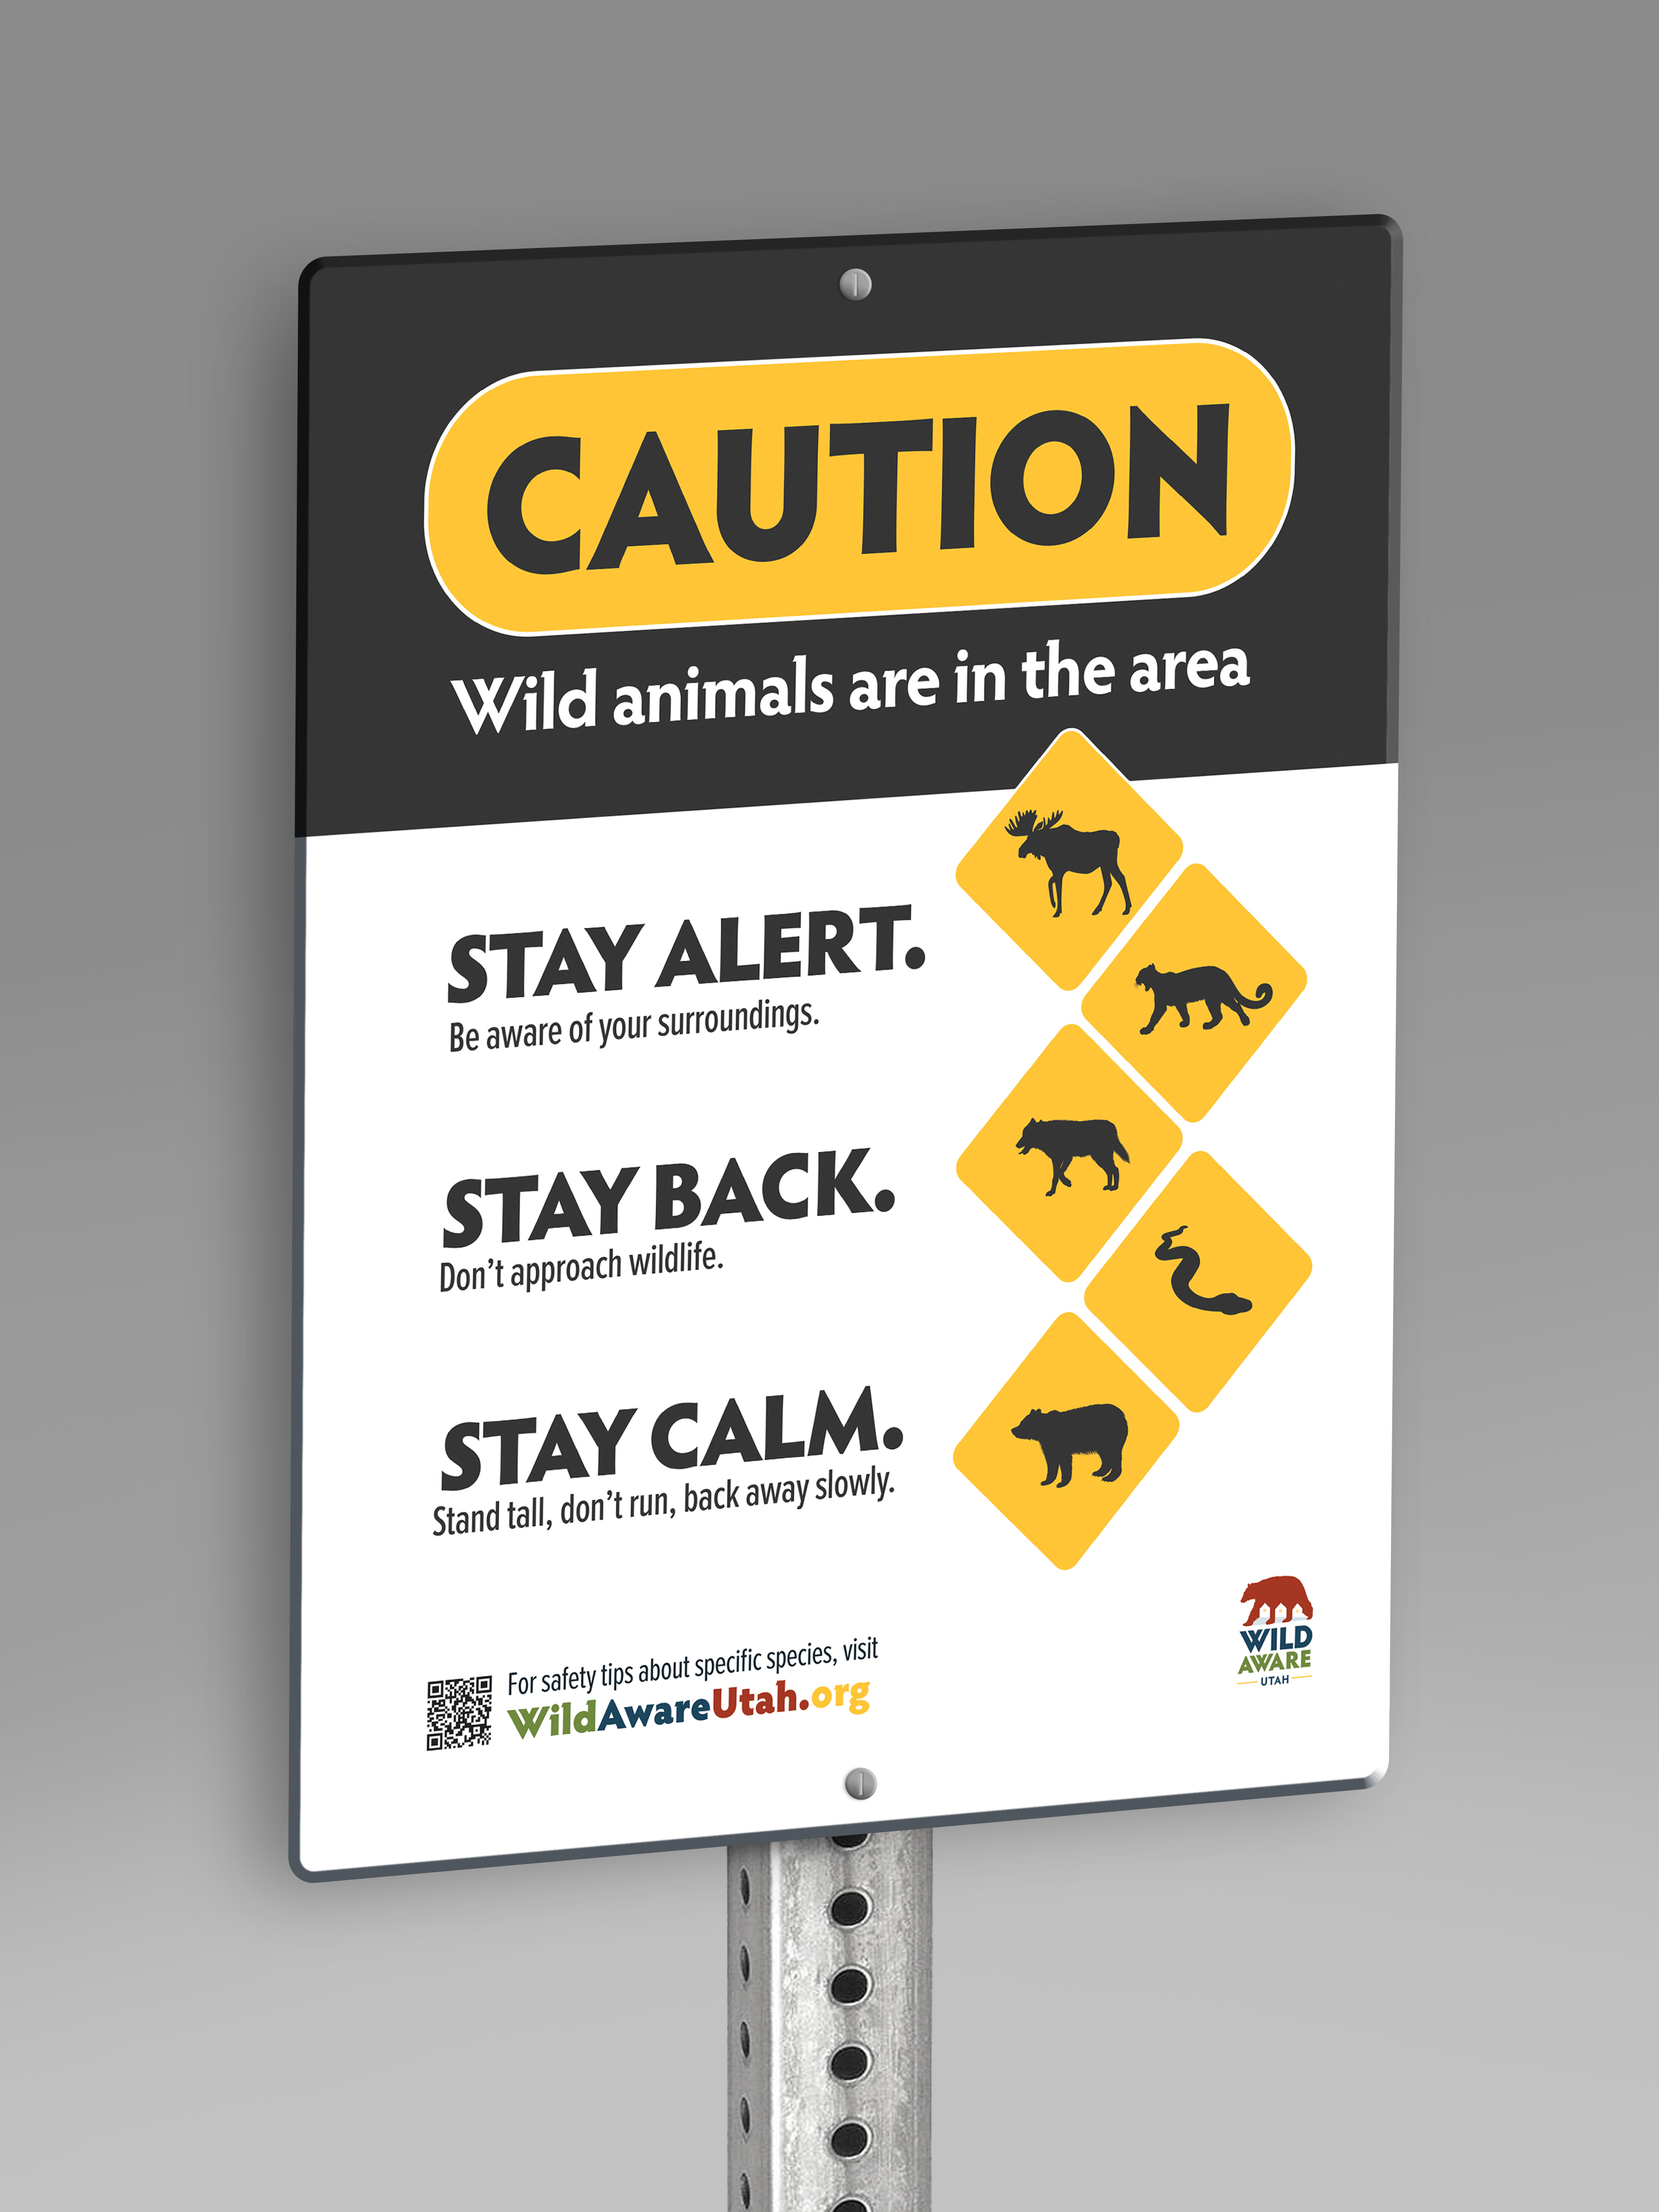 CAUTION
Wild animals are in the area
STAY ALERT.
Be aware of your surroundings.
STAY BACK.
Don't approach wildlife.
STAY CALM.
Stand tall, don't run, back away slowly.
For safety tips about specific species, visit
WildAwareUtah.org
WILD
AWARE
UTAH